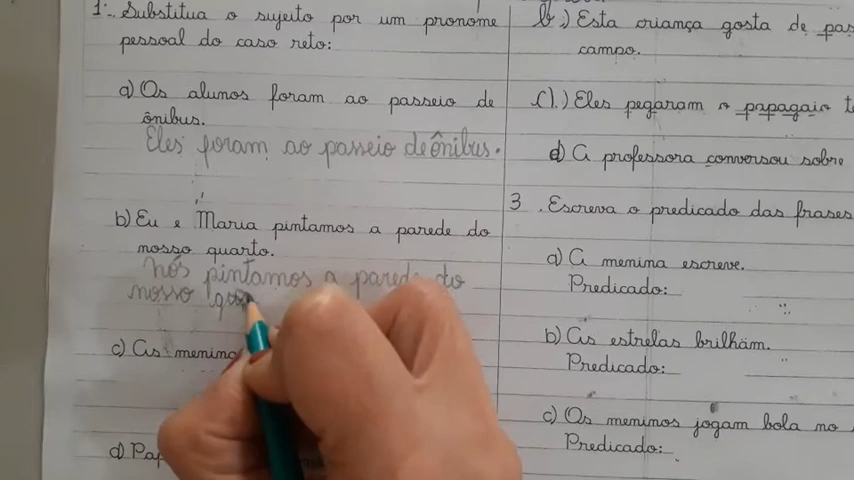 1- Substitua o sujeito por um pronome
pessoal do caso reto:
a) Os alunos foram ao passeio de
ônibus.
Eles foram ao passeio de ônibus.
b) Eu e Maria pintamos a parede do
nosso quarto.
Nós pintamos a parede do
nosso
c) As
d)
b.) Esta criança gosta de
campo.
c).) Eles pegaram o papagaio
d) A professora conversou sobre
3 . Escreva o predicado das frases
a) A menina escreve.
Predicado:
b) As estrelas brilham.
Predicado:
c) Os meninos jogam bola no
Predicado: